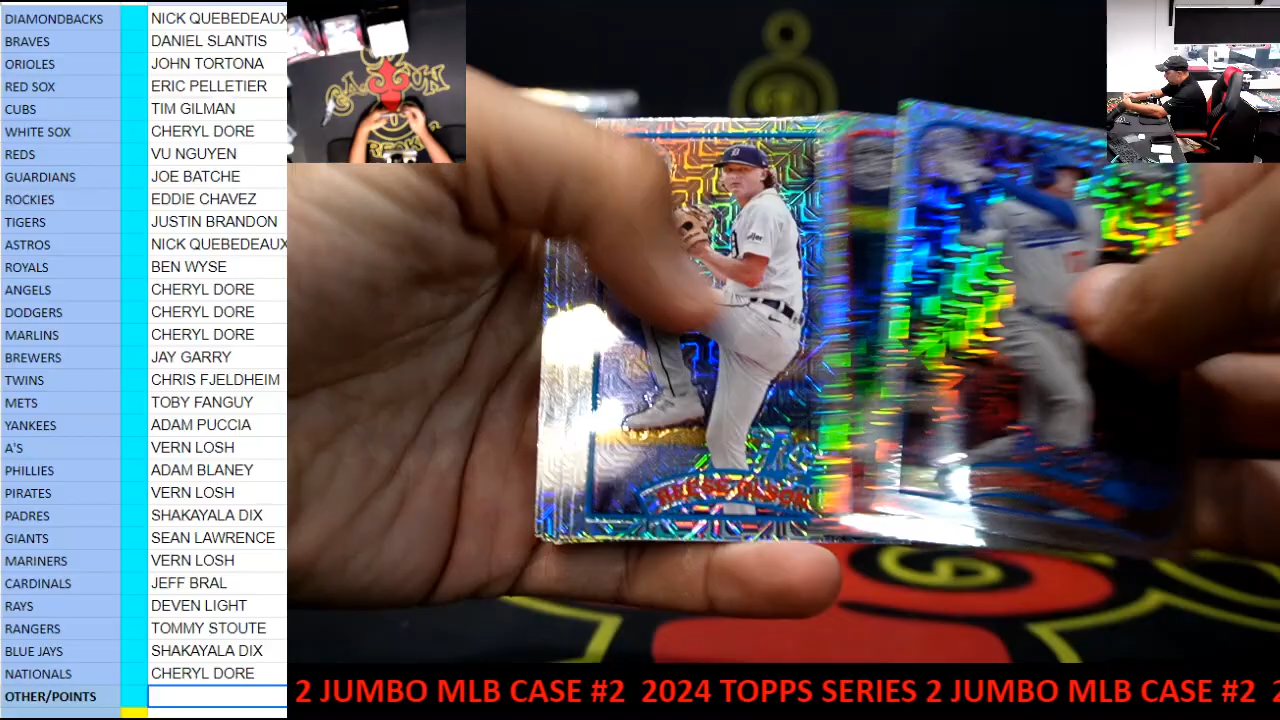 DIAMONDBACKS NICK QUEBEDEAUX
BRAVES DANIEL SLANTIS
ORIOLES JOHN TORTONA
RED SOX ERIC PELLETIER
CUBS TIM GILMAN
WHITE SOX CHERYL DORE
REDS VU NGUYEN
GUARDIANS JOE BATCHE
ROCKIES EDDIE CHAVEZ
TIGERS JUSTIN BRANDON
ASTROS NICK QUEBEDEAUX
ROYALS BEN WYSE
ANGELS CHERYL DORE
DODGERS CHERYL DORE
MARLINS CHERYL DORE
BREWERS JAY GARRY
TWINS CHRIS FJELDHEIM
METS TOBY FANGUY
YANKEES ADAM PUCCIA
A'S VERN LOSH
PHILLIES ADAM BLANEY
PIRATES VERN LOSH
PADRES SHAKAYALA DIX
GIANTS SEAN LAWRENCE
MARINERS VERN LOSH
CARDINALS JEFF BRAL
RAYS DEVEN LIGHT
RANGERS TOMMY STOUTE
BLUE JAYS SHAKAYALA DIX
NATIONALS CHERYL DORE
OTHER/POINTS
REESE OLSON
2 JUMBO MLB CASE #2 2024 TOPPS SERIES 2 JUMBO MLB CASE #2 2